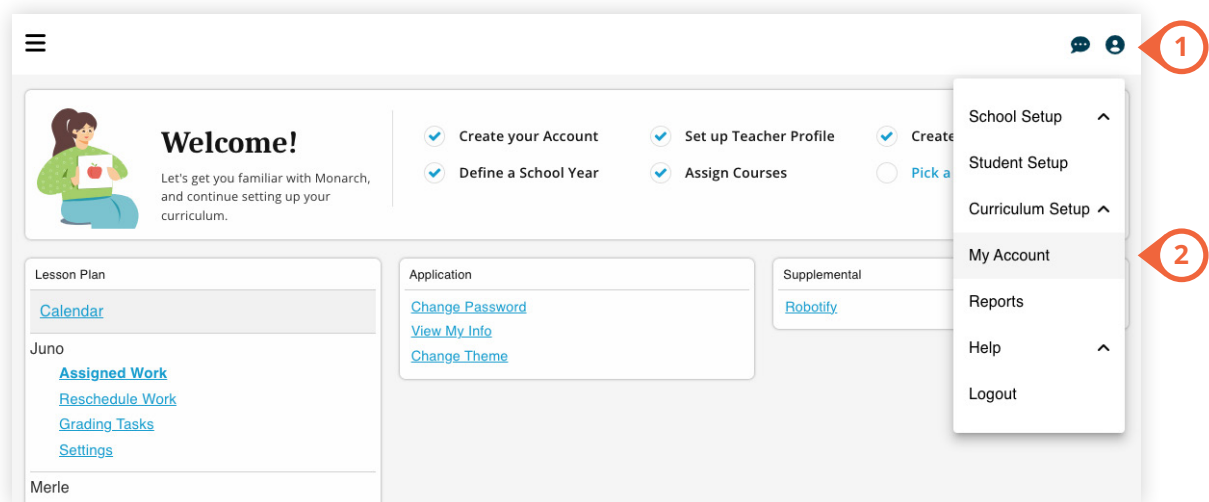 1
Welcome!
Let's get you familiar with Monarch,
and continue setting up your
curriculum.
Create your Account
Set up Teacher Profile
Create
Define a School Year
Assign Courses
Pick a
School Setup
Student Setup
Curriculum Setup
My Account
Reports
Help
Logout
2
Lesson Plan
Calendar
Juno
Assigned Work
Reschedule Work
Grading Tasks
Settings
Merle
Application
Change Password
View My Info
Change Theme
Supplemental
Robotify